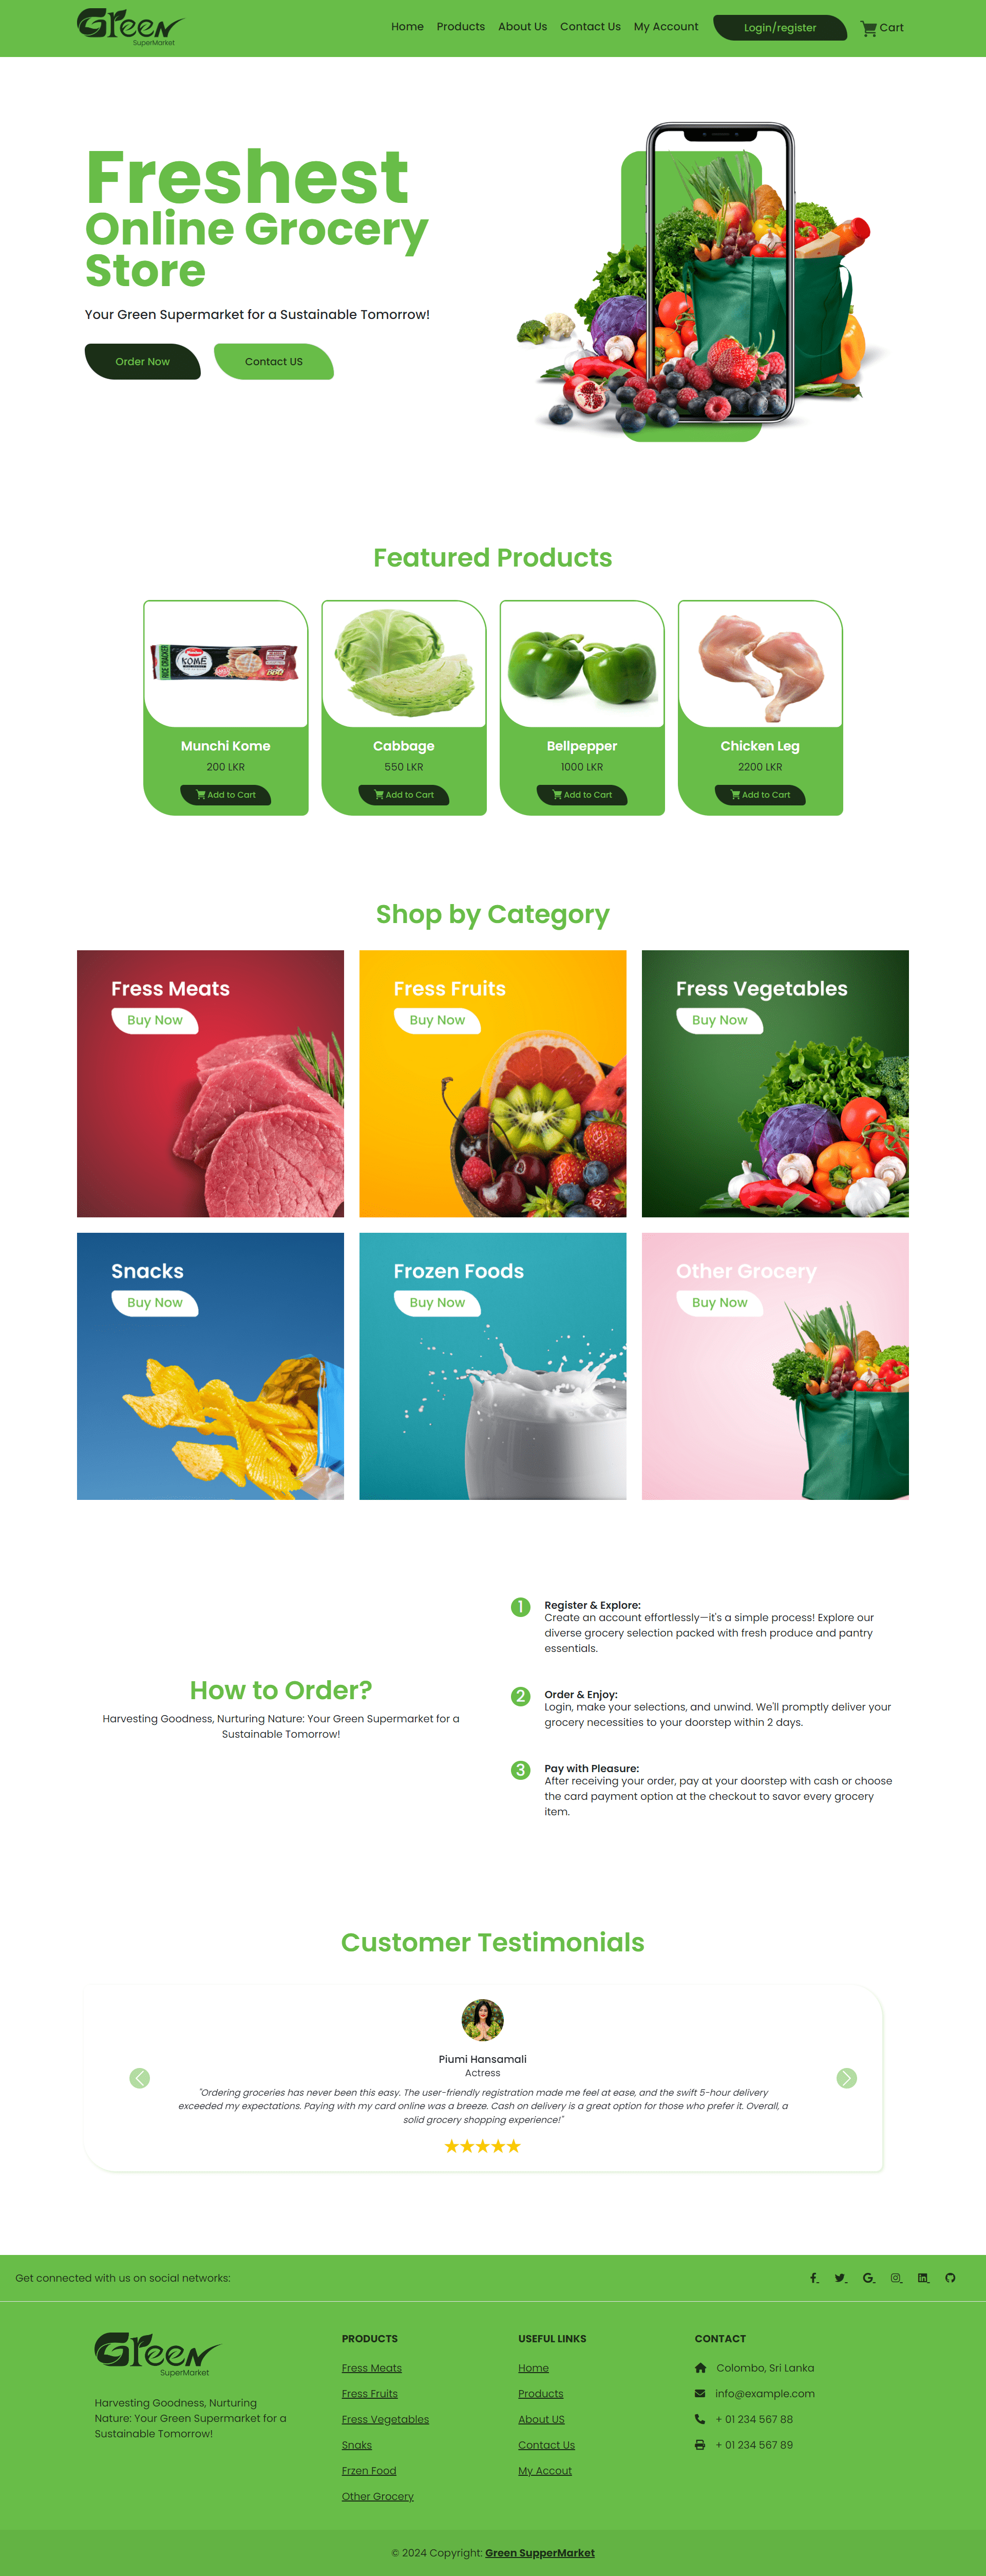 Green
SuperMarket
Home Products About Us Contact Us My Account Login/register Cart
Freshest
Online Grocery
Store
Your Green Supermarket for a Sustainable Tomorrow!
Order Now Contact US
Featured Products
RICE CRACKER
Munchee
KOME
BBQ
Munchi Kome
200 LKR
Add to Cart
Cabbage
550 LKR
Add to Cart
Bellpepper
1000 LKR
Add to Cart
Chicken Leg
2200 LKR
Add to Cart
Shop by Category
Fress Meats
Buy Now
Fress Fruits
Buy Now
Fress Vegetables
Buy Now
Snacks
Buy Now
Frozen Foods
Buy Now
Other Grocery
Buy Now
How to Order?
Harvesting Goodness, Nurturing Nature: Your Green Supermarket for a
Sustainable Tomorrow!
1
Register & Explore:
Create an account effortlessly—it's a simple process! Explore our
diverse grocery selection packed with fresh produce and pantry
essentials.
2
Order & Enjoy:
Login, make your selections, and unwind. We'll promptly deliver your
grocery necessities to your doorstep within 2 days.
3
Pay with Pleasure:
After receiving your order, pay at your doorstep with cash or choose
the card payment option at the checkout to savor every grocery
item.
Customer Testimonials
Piumi Hansamali
Actress
"Ordering groceries has never been this easy. The user-friendly registration made me feel at ease, and the swift 5-hour delivery
exceeded my expectations. Paying with my card online was a breeze. Cash on delivery is a great option for those who prefer it. Overall, a
solid grocery shopping experience!"
Get connected with us on social networks:
Green
SuperMarket
Harvesting Goodness, Nurturing
Nature: Your Green Supermarket for a
Sustainable Tomorrow!
PRODUCTS
Fress Meats
Fress Fruits
Fress Vegetables
Snaks
Frzen Food
Other Grocery
USEFUL LINKS
Home
Products
About US
Contact Us
My Accout
CONTACT
Colombo, Sri Lanka
info@example.com
+ 01 234 567 88
+ 01 234 567 89
© 2024 Copyright: Green SupperMarket